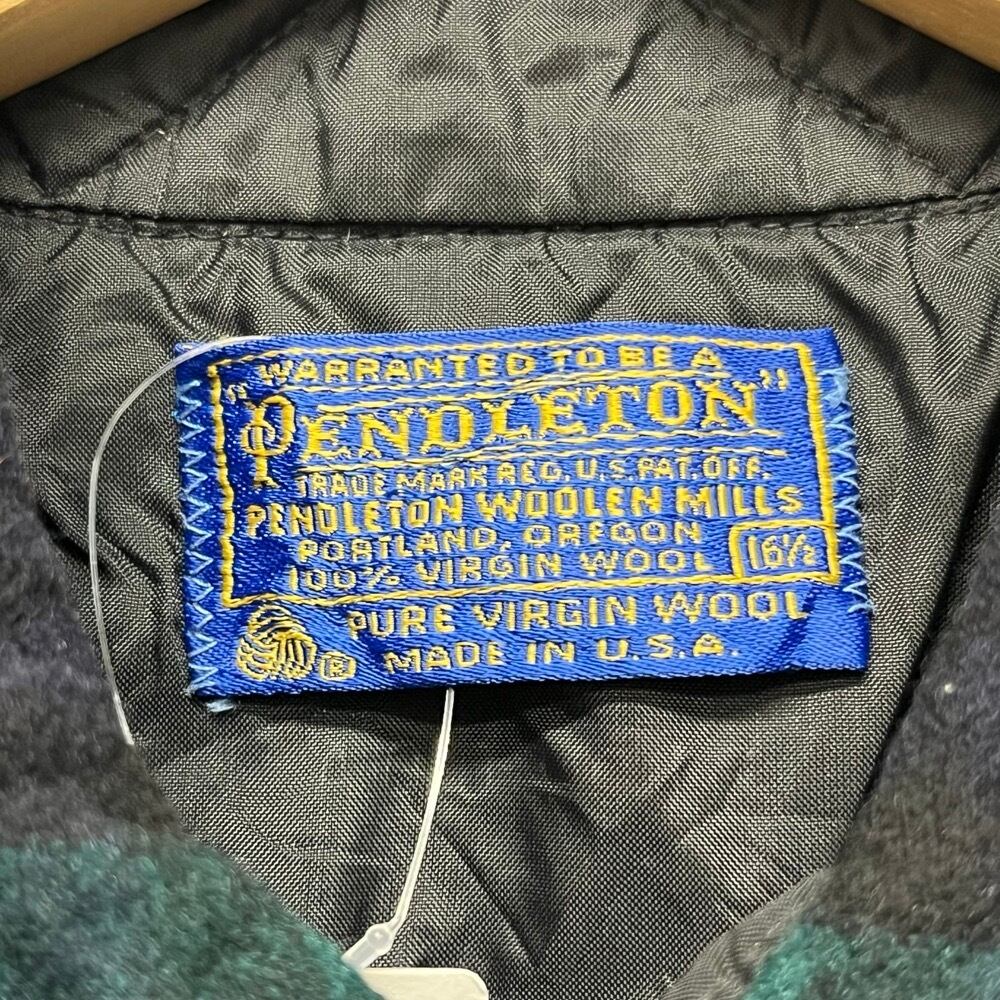 WARRANTED TO BE A
"PENDLETON"
TRADE MARK REG. U.S. PAT. OFF.
PENDLETON WOOLEN MILLS
PORTLAND, OREGON
100% VIRGIN WOOL 16½
PURE VIRGIN WOOL
® MADE IN U.S.A.